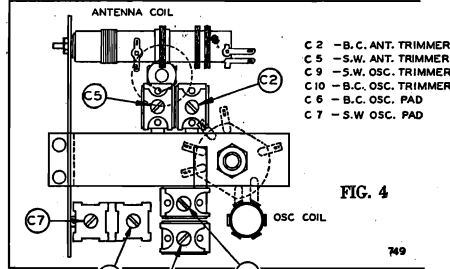 ANTENNA COIL
C 2 - B.C. ANT. TRIMMER
C 5 - S.W. ANT. TRIMMER
C 9 - S.W. OSC. TRIMMER
C 10 - B.C. OSC. TRIMMER
C 6 - B.C. OSC. PAD
C 7 - S.W OSC. PAD
C5
C2
FIG. 4
C7
OSC COIL
749